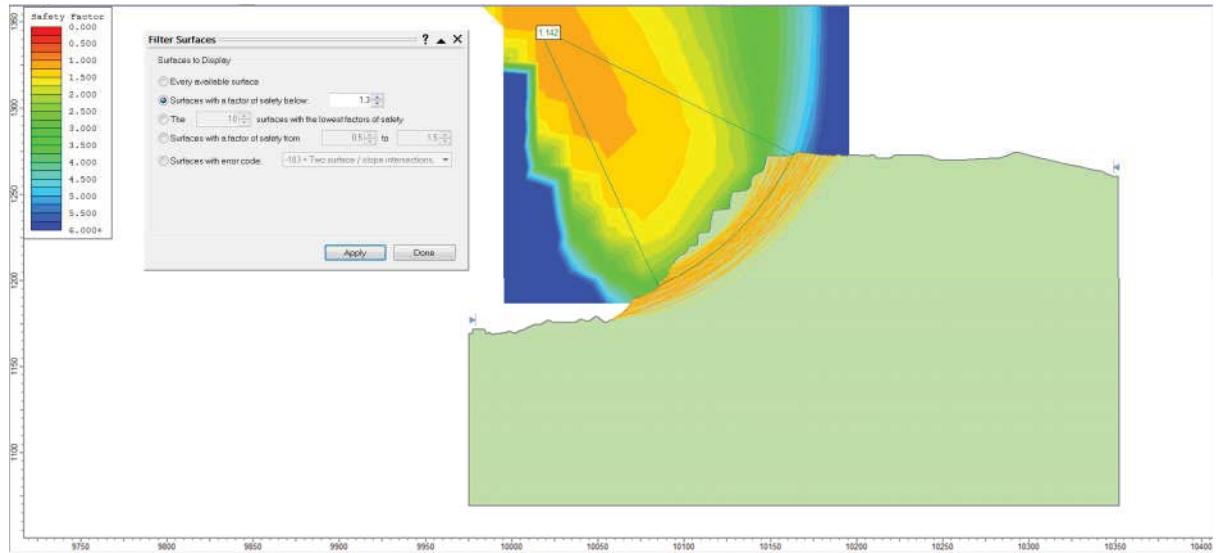 Safety Factor
0.000
0.500
1.000
1.500
2.000
2.500
3.000
3.500
4.000
4.500
5.000
5.500
6.000+
Filter Surfaces ? ▲ X
Surfaces to Display
Every available surface
Surfaces with a factor of safety below: 1.3
The 10 surfaces with the lowest factors of safety
Surfaces with a factor of safety from 0.5 to 1.5
Surfaces with error code: -103 = Two surface / slope intersections,
Apply Done
1.142
1350
1300
1250
1200
1150
1100
9750 9800 9850 9900 9950 10000 10050 10100 10150 10200 10250 10300 10350 10400